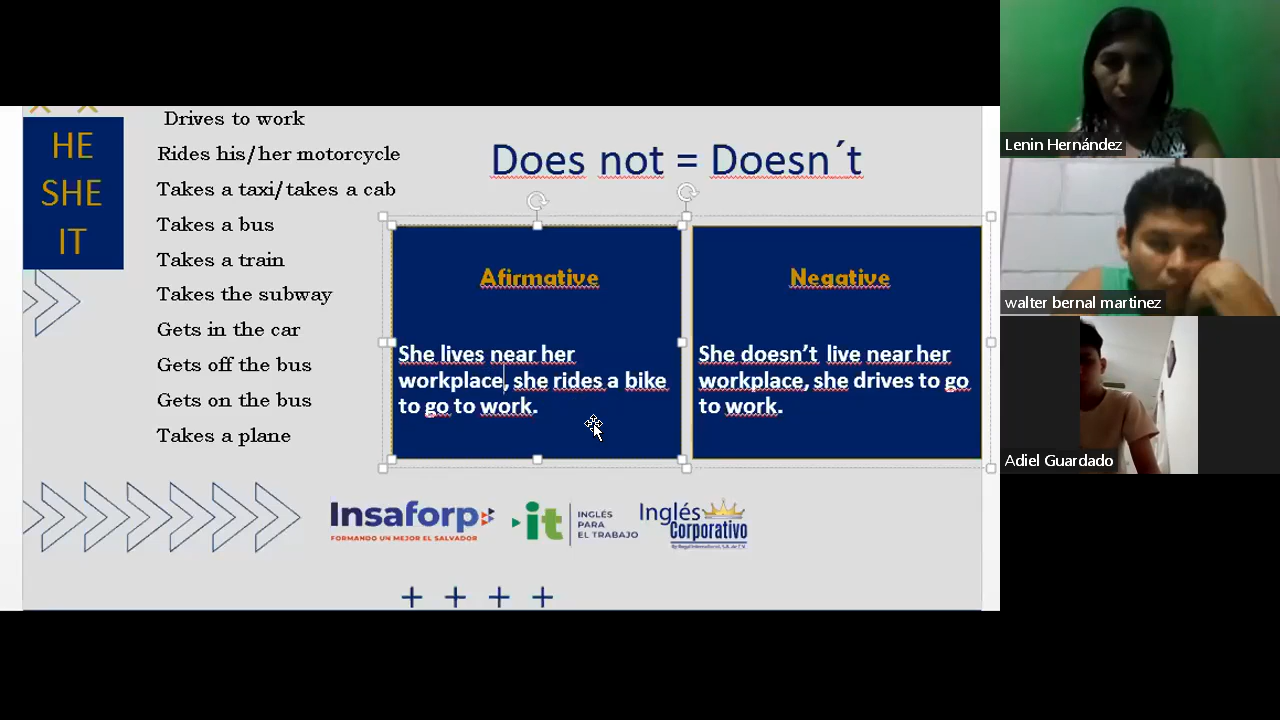 HE
SHE
IT
Drives to work
Rides his/her motorcycle
Takes a taxi/takes a cab
Takes a bus
Takes a train
Takes the subway
Gets in the car
Gets off the bus
Gets on the bus
Takes a plane
Does not = Doesn´t
Afirmative
She lives near her
workplace, she rides a bike
to go to work.
Negative
She doesn't live near her
workplace, she drives to go
to work.
Insaforp
FORMANDO UN MEJOR EL SALVADOR
it
INGLÉS
PARA
EL TRABAJO
Inglés
Corporativo
Lenin Hernández
walter bernal martinez
Adiel Guardado